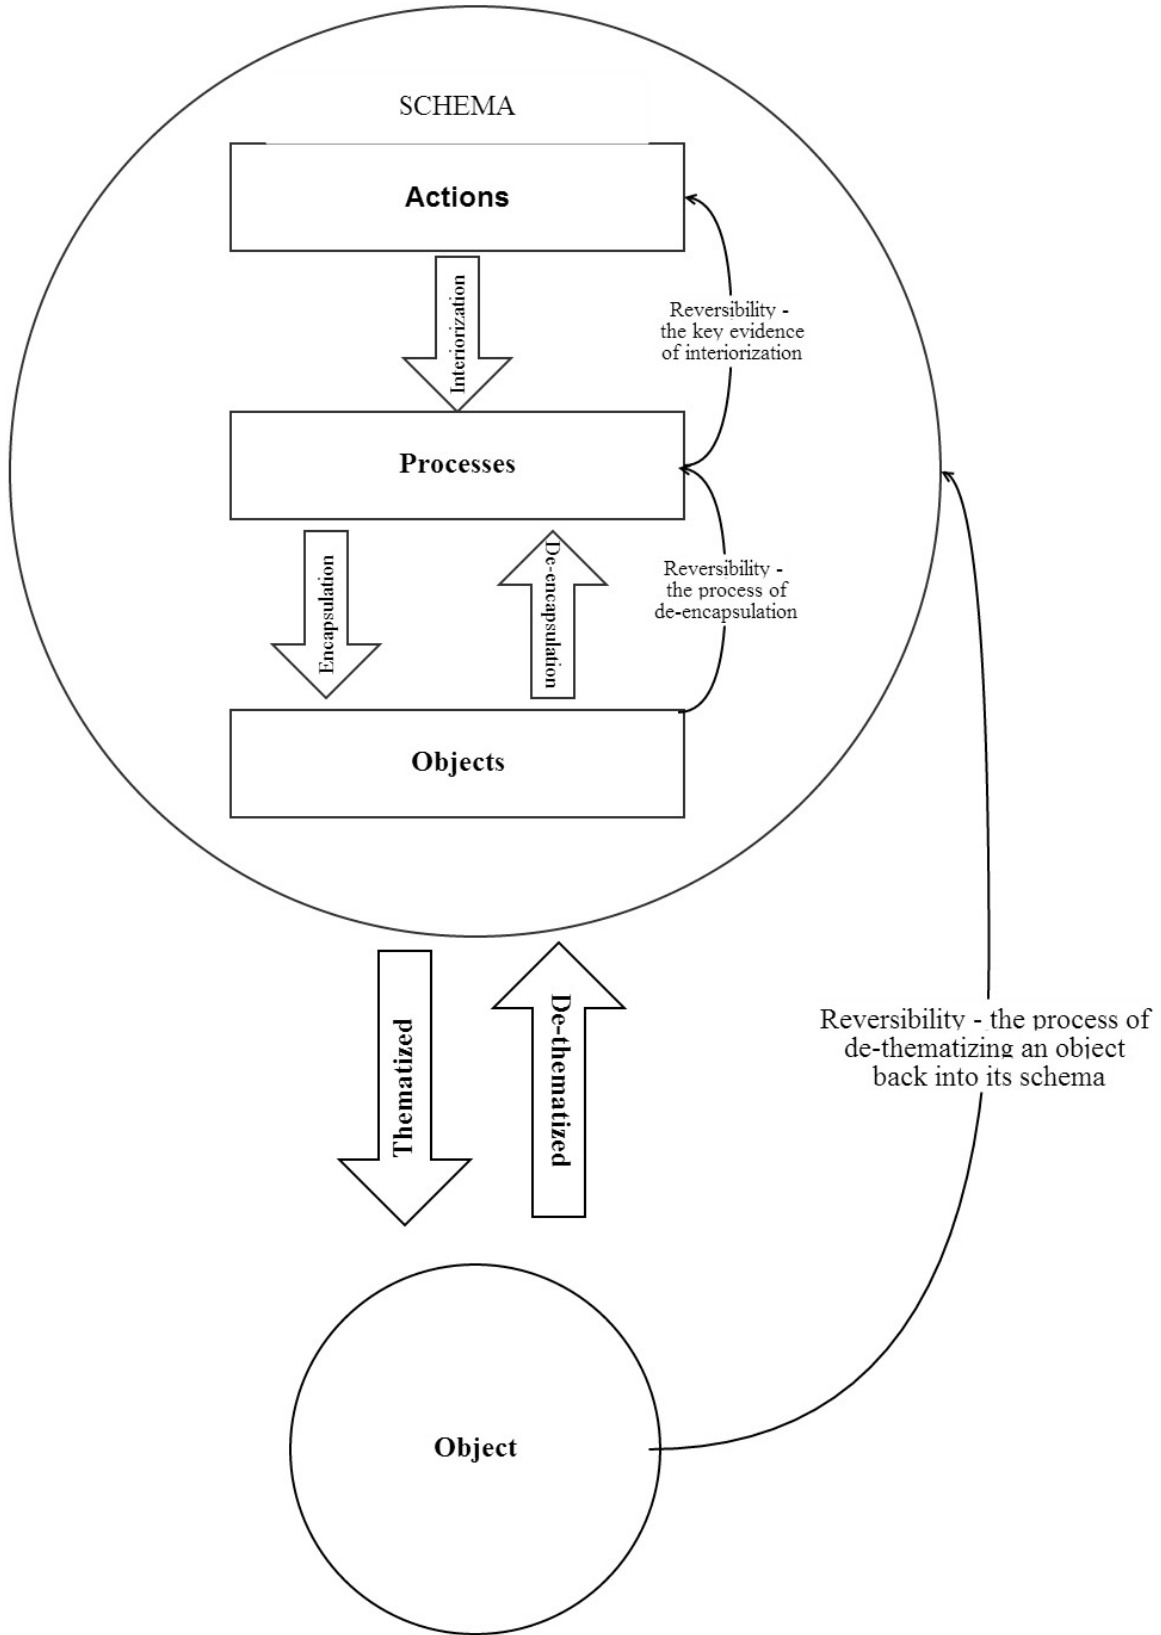 SCHEMA
Actions
Interiorization
Reversibility -
the key evidence
of interiorization
Processes
Encapsulation
De-encapsulation
Reversibility -
the process of
de-encapsulation
Objects
Thematized
De-thematized
Reversibility - the process of
de-thematizing an object
back into its schema
Object